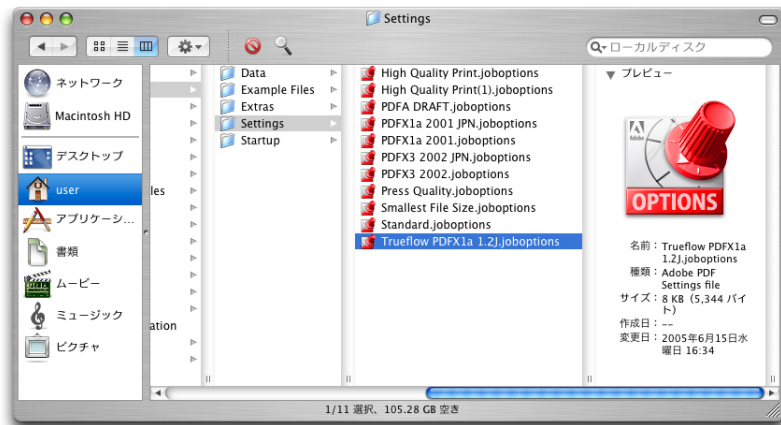 Settings
ローカルディスク
ネットワーク
Macintosh HD
デスクトップ
user
アプリケーシ...
書類
ムービー
ミュージック
ピクチャ
les
ation
Data
Example Files
Extras
Settings
Startup
High Quality Print.joboptions
High Quality Print(1).joboptions
PDFA DRAFT.joboptions
PDFX1a 2001 JPN.joboptions
PDFX1a 2001.joboptions
PDFX3 2002 JPN.joboptions
PDFX3 2002.joboptions
Press Quality.joboptions
Smallest File Size.joboptions
Standard.joboptions
Trueflow PDFX1a 1.2J.joboptions
プレビュー
Adobe
OPTIONS
名前：Trueflow PDFX1a
1.2J.joboptions
種類：Adobe PDF
Settings file
サイズ：8 KB（5,344 バイ
ト）
作成日：--
変更日：2005年6月15日水
曜日 16:34
1/11 選択、105.28 GB 空き